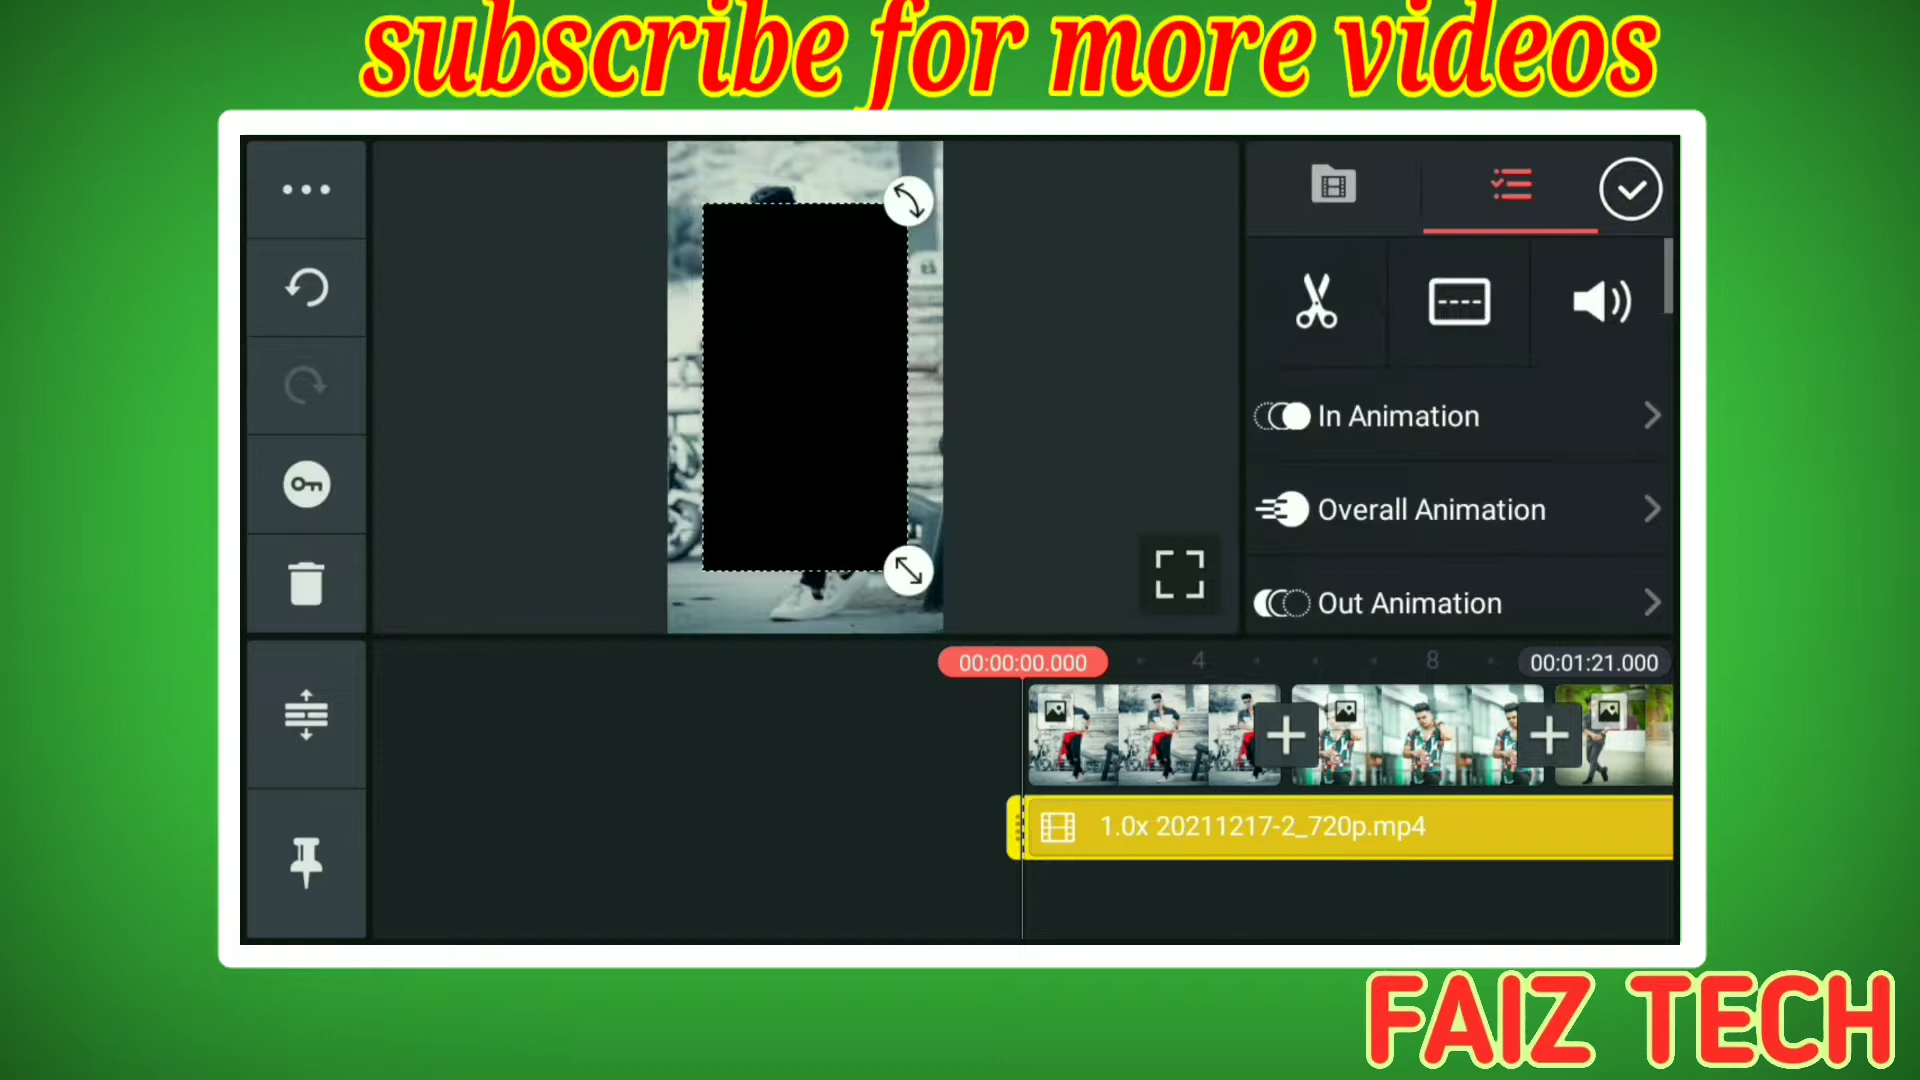 subscribe for more videos
In Animation
Overall Animation
Out Animation
00:00:00.000
4
8
00:01:21.000
1.0x 20211217-2_720p.mp4
FAIZ TECH